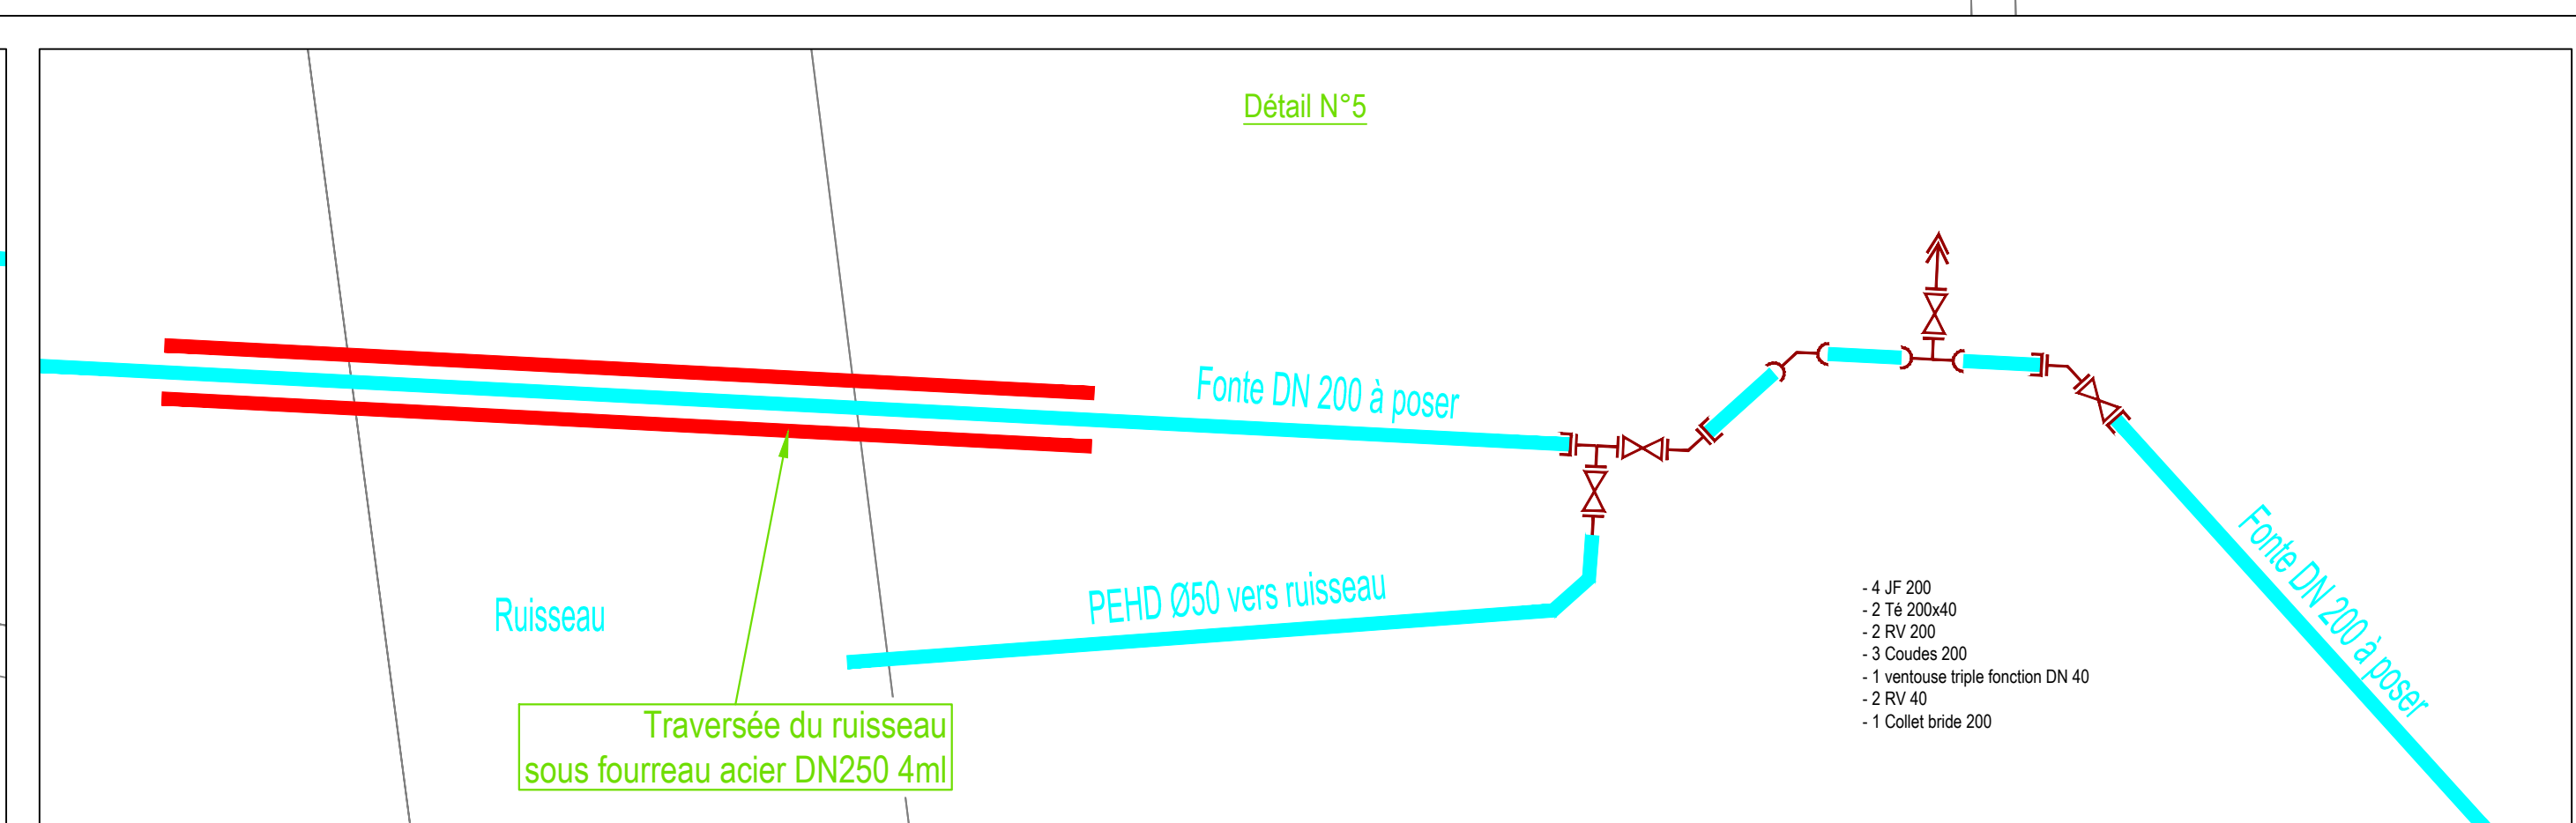 Détail N°5
Fonte DN 200 à poser
PEHD Ø50 vers ruisseau
Ruisseau
Traversée du ruisseau
sous fourreau acier DN250 4ml
- 4 JF 200
- 2 Té 200x40
- 2 RV 200
- 3 Coudes 200
- 1 ventouse triple fonction DN 40
- 2 RV 40
- 1 Collet bride 200
Fonte DN 200 à poser